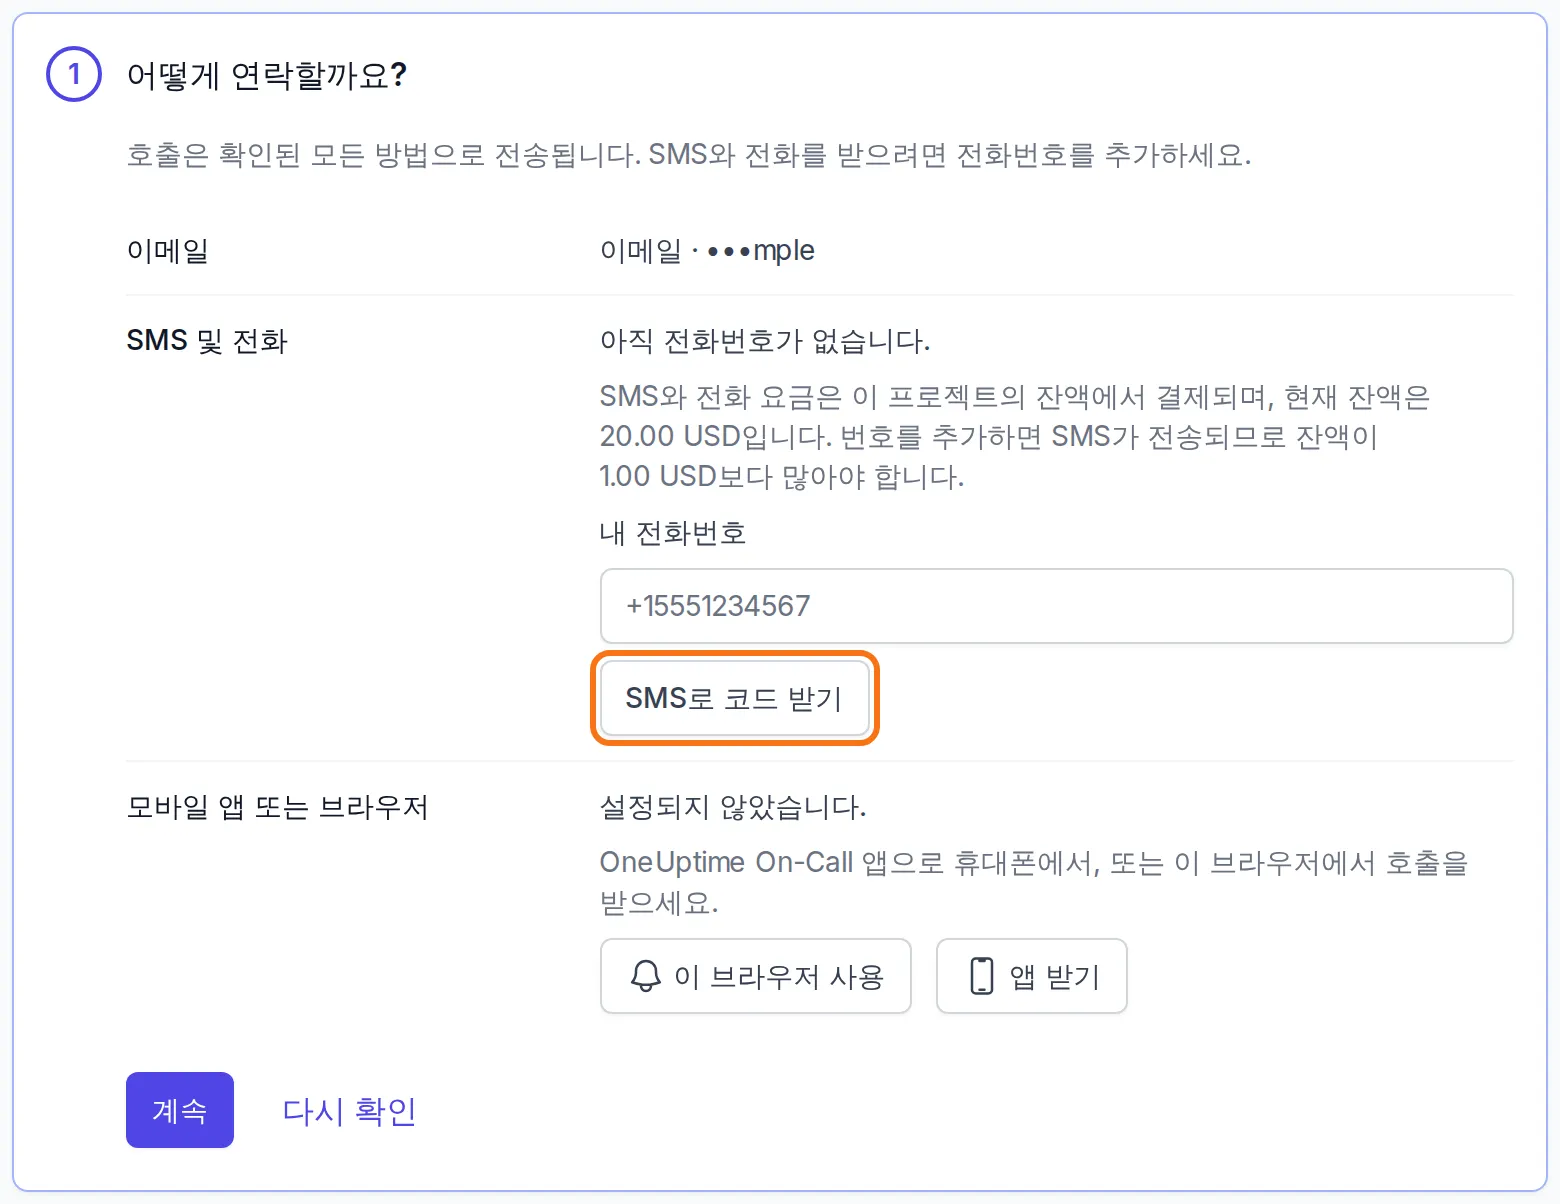 1
어떻게 연락할까요?
호출은 확인된 모든 방법으로 전송됩니다. SMS와 전화를 받으려면 전화번호를 추가하세요.
이메일
이메일 · •••mple
SMS 및 전화
아직 전화번호가 없습니다.
SMS와 전화 요금은 이 프로젝트의 잔액에서 결제되며, 현재 잔액은
20.00 USD입니다. 번호를 추가하면 SMS가 전송되므로 잔액이
1.00 USD보다 많아야 합니다.
내 전화번호
+15551234567
SMS로 코드 받기
모바일 앱 또는 브라우저
설정되지 않았습니다.
OneUptime On-Call 앱으로 휴대폰에서, 또는 이 브라우저에서 호출을
받으세요.
이 브라우저 사용
앱 받기
계속
다시 확인